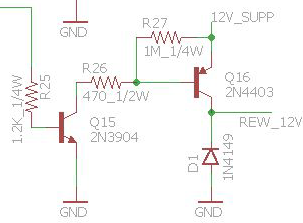 GND
R27
12V_SUPP
1M_1/4W
R26
470_1/2W
R25
1.2K_1/4W
Q15
2N3904
Q16
2N4403
REW_12V
D1
1N4149
GND
GND